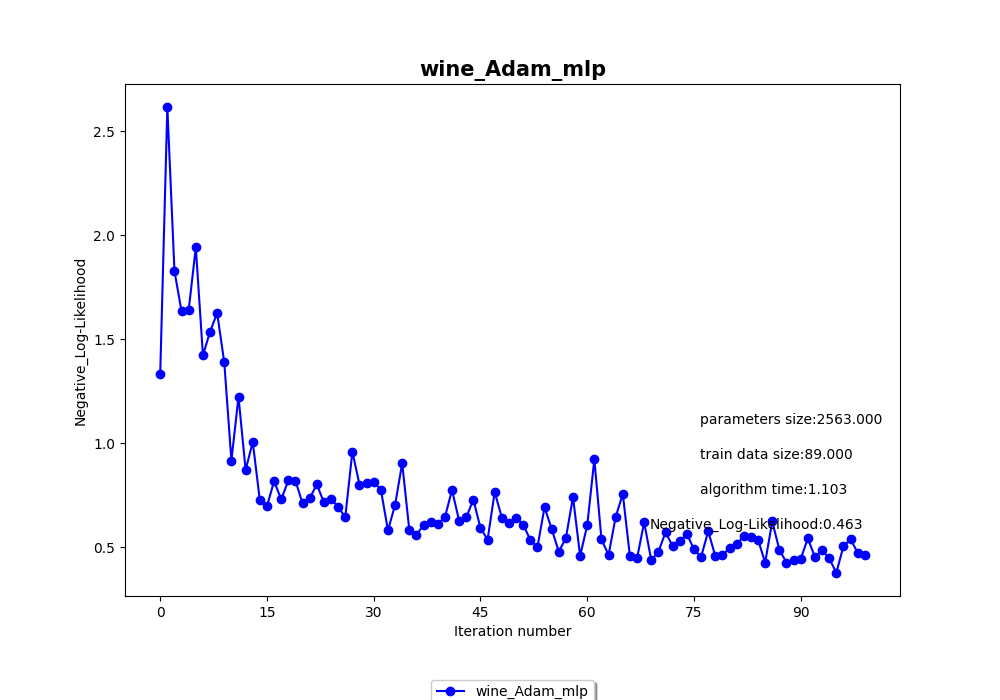 wine_Adam_mlp
Negative_Log-Likelihood
2.5
2.0
1.5
1.0
0.5
parameters size:2563.000
train data size:89.000
algorithm time:1.103
Negative_Log-Likelihood:0.463
0 15 30 45 60 75 90
Iteration number
wine_Adam_mlp